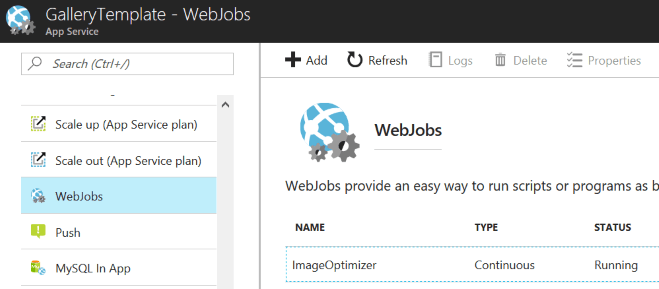 GalleryTemplate - WebJobs
App Service
Search (Ctrl+/)
Scale up (App Service plan)
Scale out (App Service plan)
WebJobs
Push
MySQL In App
Add Refresh Logs Delete Properties
WebJobs
WebJobs provide an easy way to run scripts or programs as b
NAME TYPE STATUS
ImageOptimizer Continuous Running